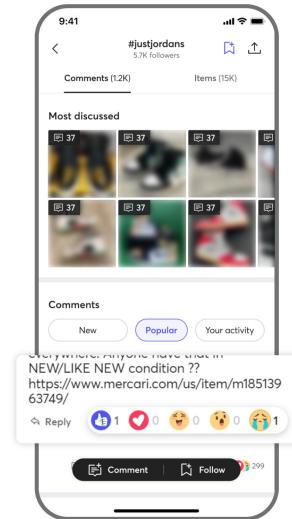 9:41
#justjordans
5.7K followers
Comments (1.2K)
Items (15K)
Most discussed
37
37
37
37
37
37
Comments
New
Popular
Your activity
everywhere. Anyone have that in
NEW/LIKE NEW condition ??
https://www.mercari.com/us/item/m185139
63749/
Reply
1
0
0
0
1
Comment
Follow
299